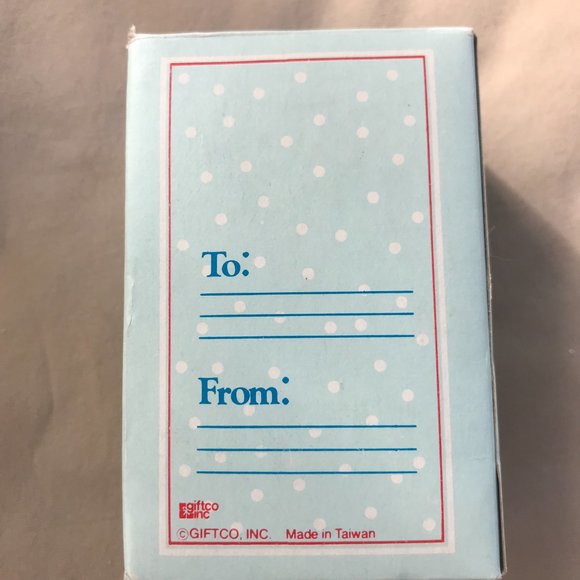 To:
From:
giftco
inc
©GIFTCO, INC. Made in Taiwan